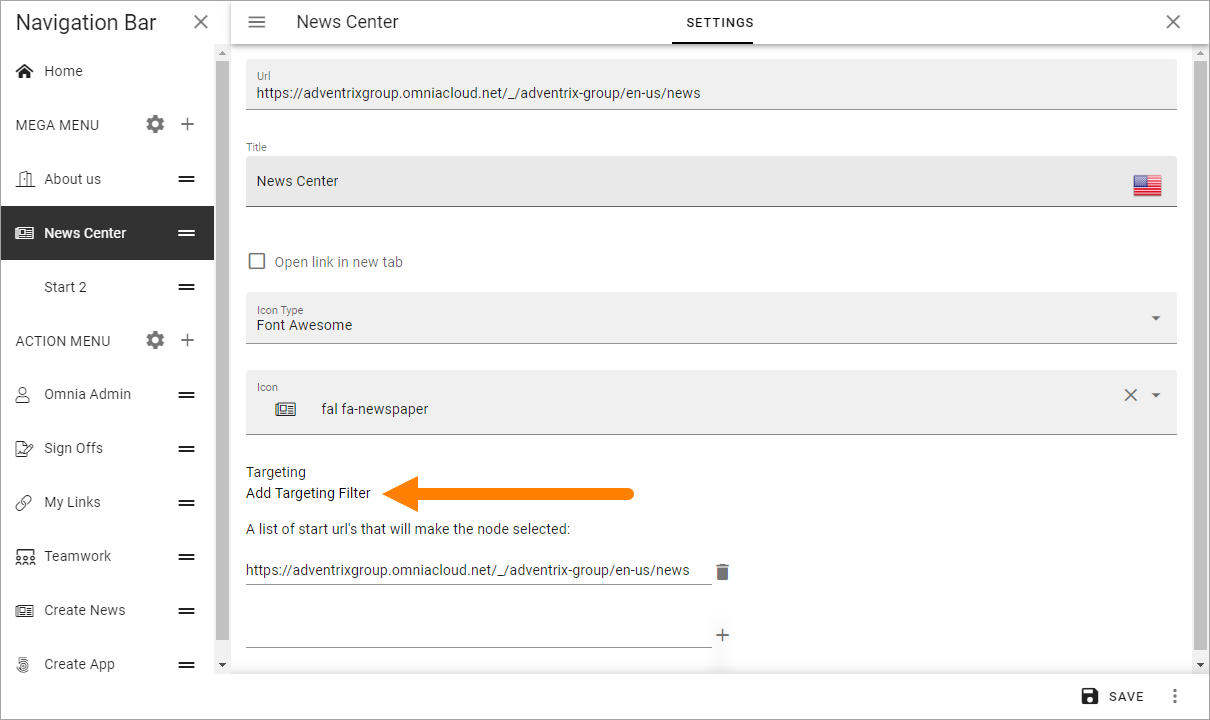 Navigation Bar
Home
MEGA MENU
About us
News Center
Start 2
ACTION MENU
Omnia Admin
Sign Offs
My Links
Teamwork
Create News
Create App
News Center
SETTINGS
Url
https://adventrixgroup.omniacloud.net/_/adventrix-group/en-us/news
Title
News Center
Open link in new tab
Icon Type
Font Awesome
Icon
fal fa-newspaper
Targeting
Add Targeting Filter
A list of start url's that will make the node selected:
https://adventrixgroup.omniacloud.net/_/adventrix-group/en-us/news
SAVE